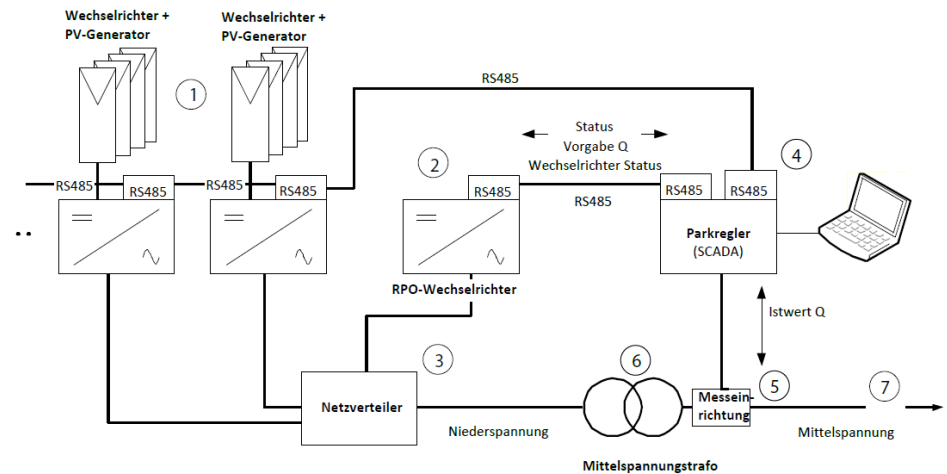 Wechselrichter +
PV-Generator
Wechselrichter +
PV-Generator
1
RS485
Status
Vorgabe Q
Wechselrichter Status
2
4
RS485
RS485
RS485
RS485
RS485
RS485
RS485
RS485
Parkregler
(SCADA)
RPO-Wechselrichter
Istwert Q
3
6
5
7
Netzverteiler
Messein-
richtung
Niederspannung
Mittelspannung
Mittelspannungstrafo